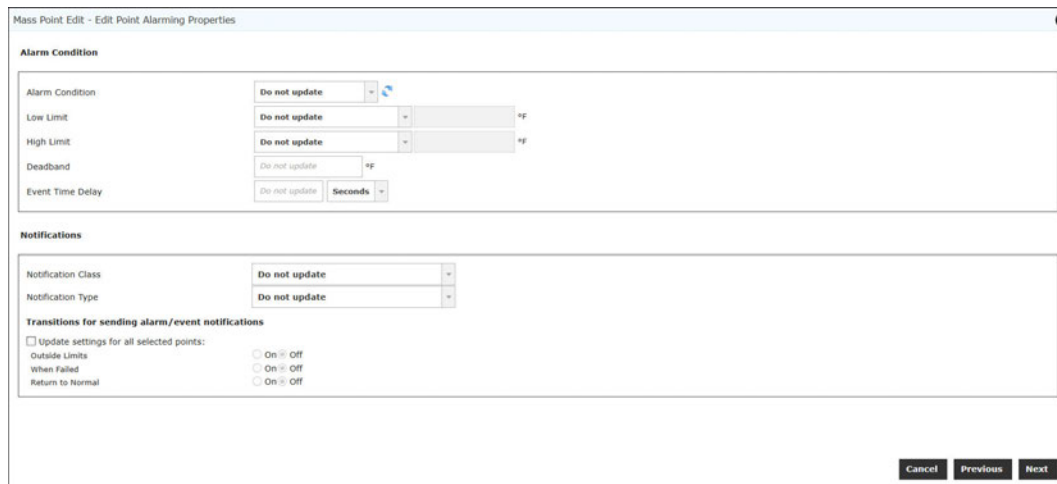 Mass Point Edit - Edit Point Alarming Properties
Alarm Condition
Alarm Condition Do not update
Low Limit Do not update °F
High Limit Do not update °F
Deadband Do not update °F
Event Time Delay Do not update Seconds
Notifications
Notification Class Do not update
Notification Type Do not update
Transitions for sending alarm/event notifications
Update settings for all selected points:
Outside Limits On Off
When Failed On Off
Return to Normal On Off
Cancel Previous Next